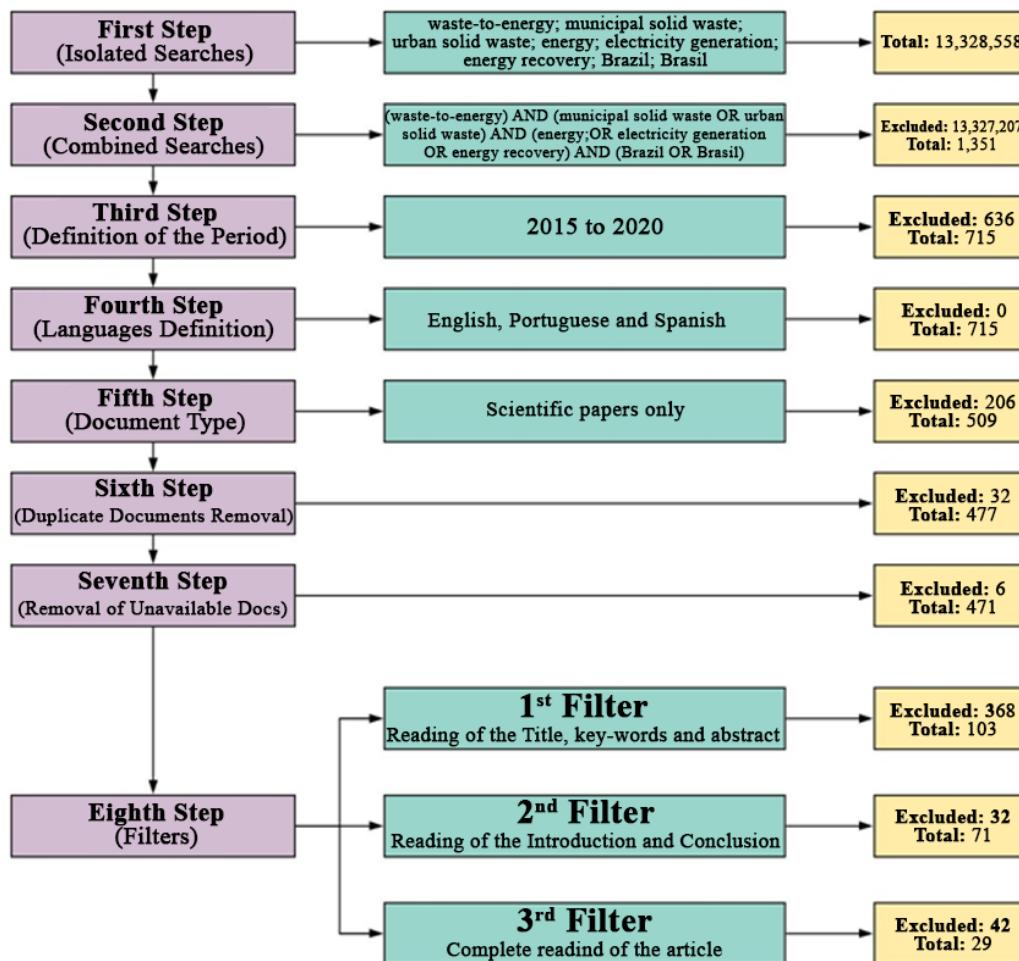 First Step
(Isolated Searches)
waste-to-energy; municipal solid waste;
urban solid waste; energy; electricity generation;
energy recovery; Brazil; Brasil
Total: 13,328,558
Second Step
(Combined Searches)
(waste-to-energy) AND (municipal solid waste OR urban
solid waste) AND (energy;OR electricity generation
OR energy recovery) AND (Brazil OR Brasil)
Excluded: 13,327,207
Total: 1,351
Third Step
(Definition of the Period)
2015 to 2020
Excluded: 636
Total: 715
Fourth Step
(Languages Definition)
English, Portuguese and Spanish
Excluded: 0
Total: 715
Fifth Step
(Document Type)
Scientific papers only
Excluded: 206
Total: 509
Sixth Step
(Duplicate Documents Removal)
Excluded: 32
Total: 477
Seventh Step
(Removal of Unavailable Docs)
Excluded: 6
Total: 471
Eighth Step
(Filters)
1st Filter
Reading of the Title, key-words and abstract
Excluded: 368
Total: 103
2nd Filter
Reading of the Introduction and Conclusion
Excluded: 32
Total: 71
3rd Filter
Complete readind of the article
Excluded: 42
Total: 29